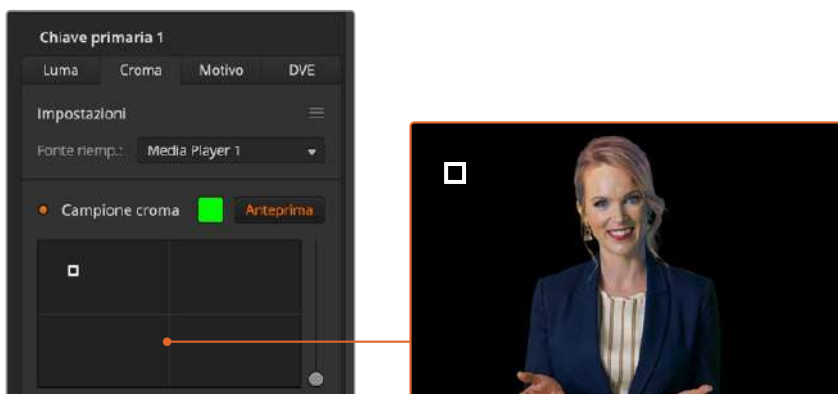 Chiave primaria 1
Luma Croma Motivo DVE
Impostazioni
Fonte riemp.: Media Player 1
Campione croma Anteprima